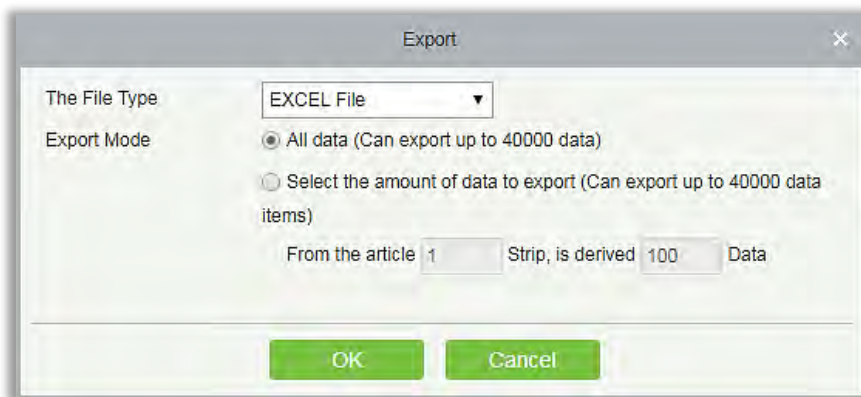 Export
The File Type EXCEL File
Export Mode All data (Can export up to 40000 data)
Select the amount of data to export (Can export up to 40000 data
items)
From the article 1 Strip, is derived 100 Data
OK Cancel